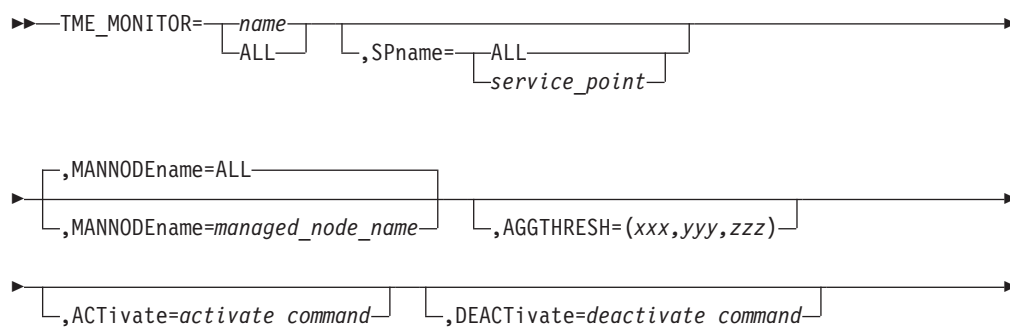 TME_MONITOR= name
ALL
,SPname= ALL
service_point
,MANNODEname=ALL
,MANNODEname=managed_node_name
,AGGTHRESH=(xxx,yyy,zzz)
,ACTivate=activate command
,DEACTivate=deactivate command